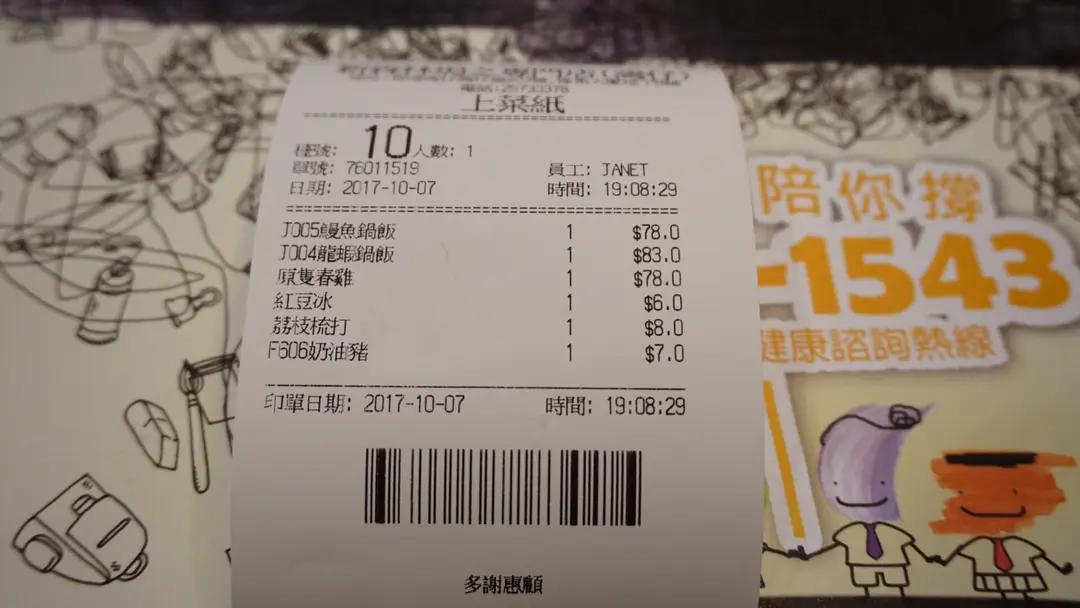 電話:25733378
上菜紙
檯號: 10 人數: 1
單號: 76011519 員工: JANET
日期: 2017-10-07 時間: 19:08:29
J005鰻魚鍋飯 1 $78.0
J004龍蝦鍋飯 1 $83.0
原隻春雞 1 $78.0
紅豆冰 1 $6.0
荔枝梳打 1 $8.0
F606奶油豬 1 $7.0
印單日期: 2017-10-07 時間: 19:08:29
多謝惠顧
陪你撐
-1543
健康諮詢熱線